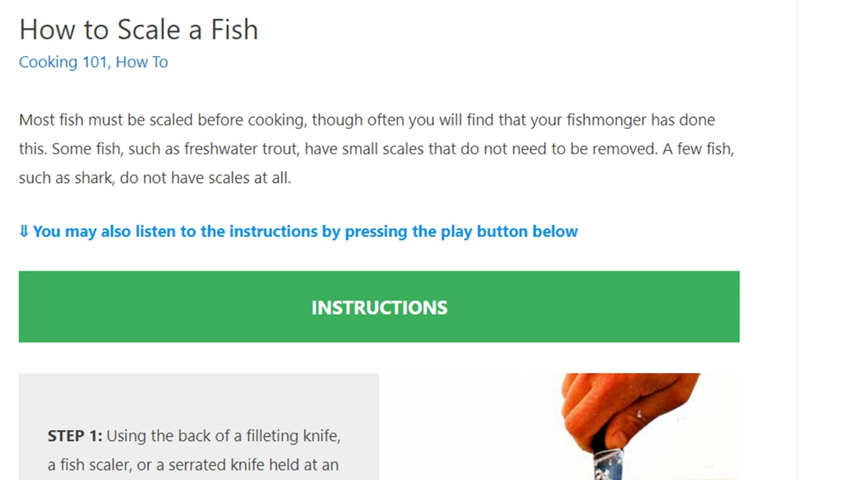 How to Scale a Fish
Cooking 101, How To
Most fish must be scaled before cooking, though often you will find that your fishmonger has done
this. Some fish, such as freshwater trout, have small scales that do not need to be removed. A few fish,
such as shark, do not have scales at all.
⇓ You may also listen to the instructions by pressing the play button below
INSTRUCTIONS
STEP 1: Using the back of a filleting knife,
a fish scaler, or a serrated knife held at an